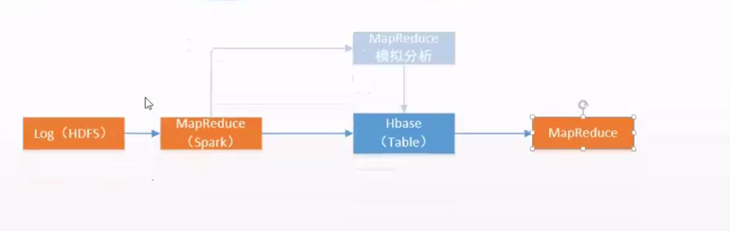 MapReduce
模拟分析
Log（HDFS）
MapReduce
（Spark）
Hbase
（Table）
MapReduce